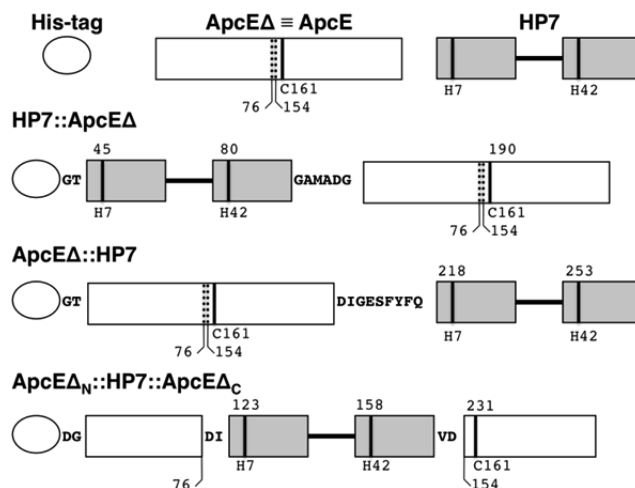 His-tag ApcEΔ ≡ ApcE HP7
C161 H7 H42
76 154
HP7::ApcEΔ
45 80 190
GT GAMADG
H7 H42 C161
76 154
ApcEΔ::HP7
218 253
GT DIGESFYFQ
C161 H7 H42
76 154
ApcEΔN::HP7::ApcEΔC
123 158 231
DG DI VD
H7 H42 C161
76 154